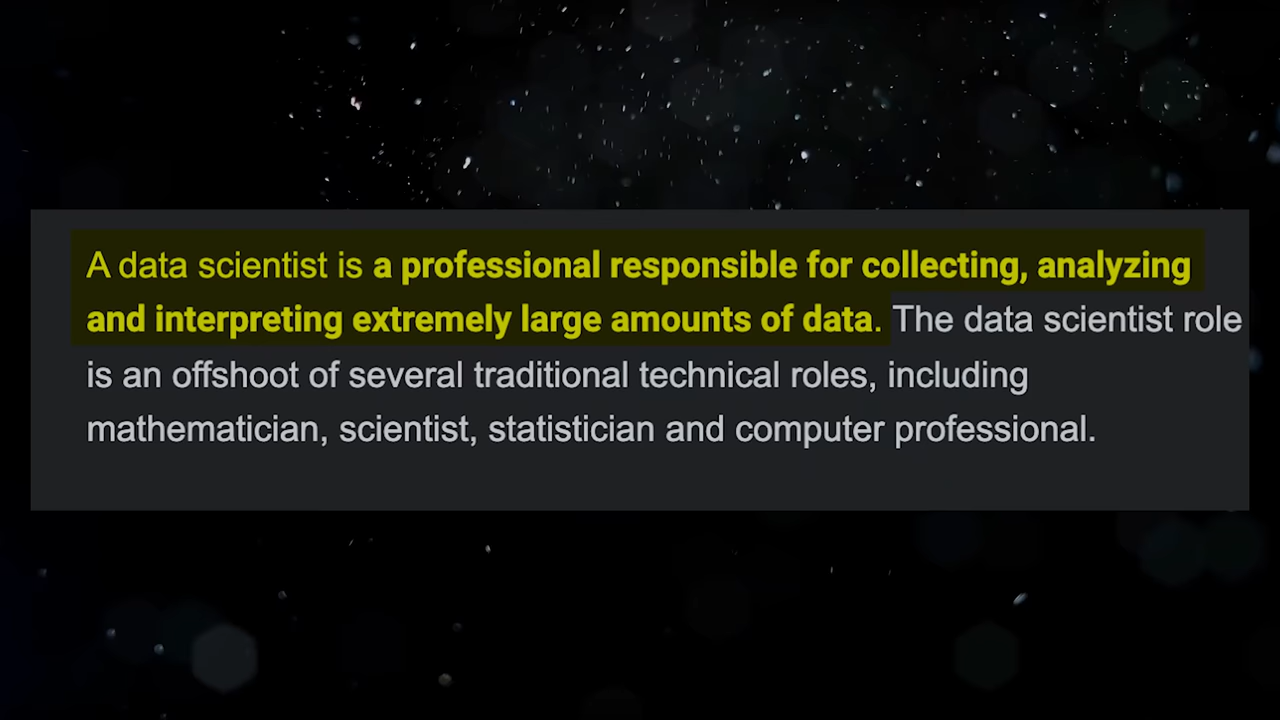 A data scientist is a professional responsible for collecting, analyzing
and interpreting extremely large amounts of data. The data scientist role
is an offshoot of several traditional technical roles, including
mathematician, scientist, statistician and computer professional.